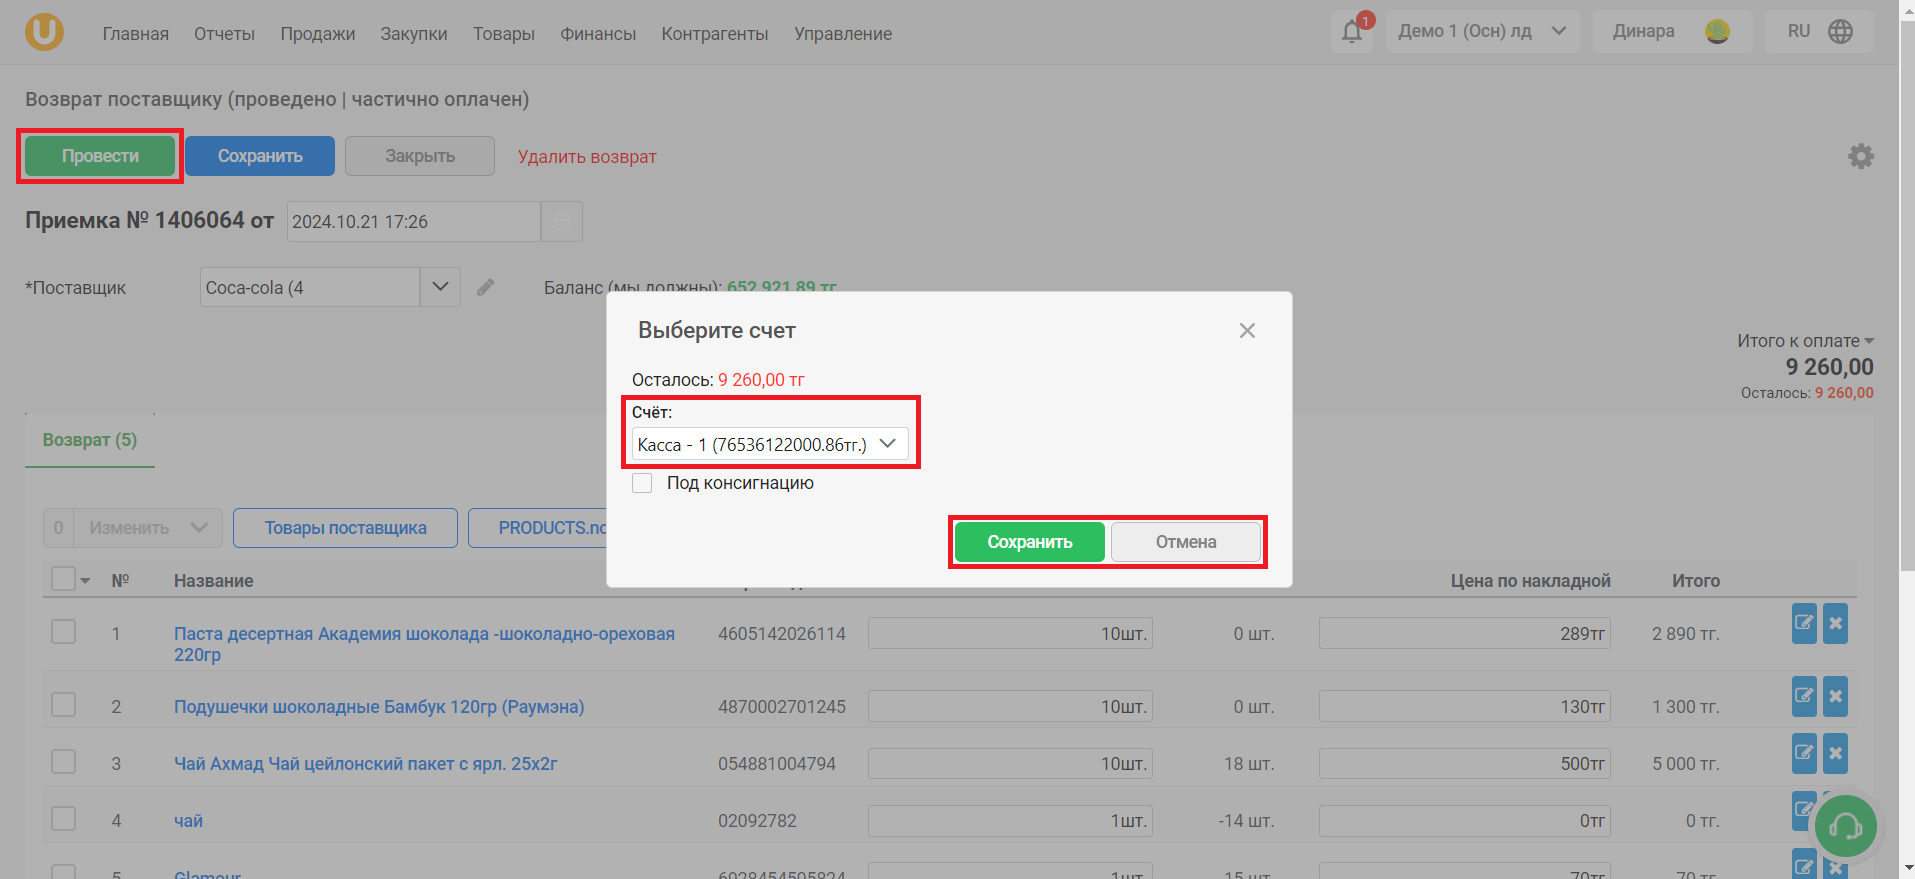 U
Главная Отчеты Продажи Закупки Товары Финансы Контрагенты Управление
1
Демо 1 (Осн) лд
Динара
RU
Возврат поставщику (проведено | частично оплачен)
Провести Сохранить Закрыть Удалить возврат
Приемка № 1406064 от 2024.10.21 17:26
*Поставщик Coca-cola (4 Баланс (мы должны): 652 921,89 тг
Выберите счет
Осталось: 9 260,00 тг
Счёт:
Касса - 1 (76536122000.86тг.)
Под консигнацию
Сохранить Отмена
Итого к оплате
9 260,00
Осталось: 9 260,00
Возврат (5)
0 Изменить Товары поставщика PRODUCTS.no
№ Название Цена по накладной Итого
1 Паста десертная Академия шоколада -шоколадно-ореховая 4605142026114 10шт. 0 шт. 289тг 2 890 тг.
220гр
2 Подушечки шоколадные Бамбук 120гр (Раумэна) 4870002701245 10шт. 0 шт. 130тг 1 300 тг.
3 Чай Ахмад Чай цейлонский пакет с ярл. 25х2г 054881004794 10шт. 18 шт. 500тг 5 000 тг.
4 чай 02092782 1шт. -14 шт. 0тг 0 тг.
5 Glamour 6928454505824 1шт. 15 шт. 70тг 70 тг.